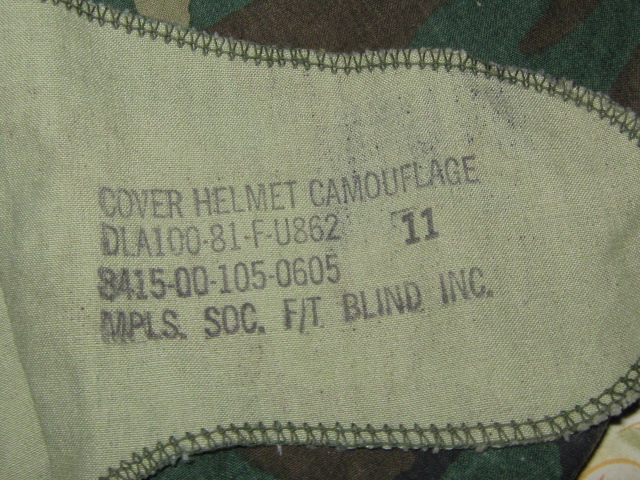 COVER HELMET CAMOUFLAGE
DLA100-81-F-U862 11
8415-00-105-0605
MPLS. SOC. F/T BLIND INC.